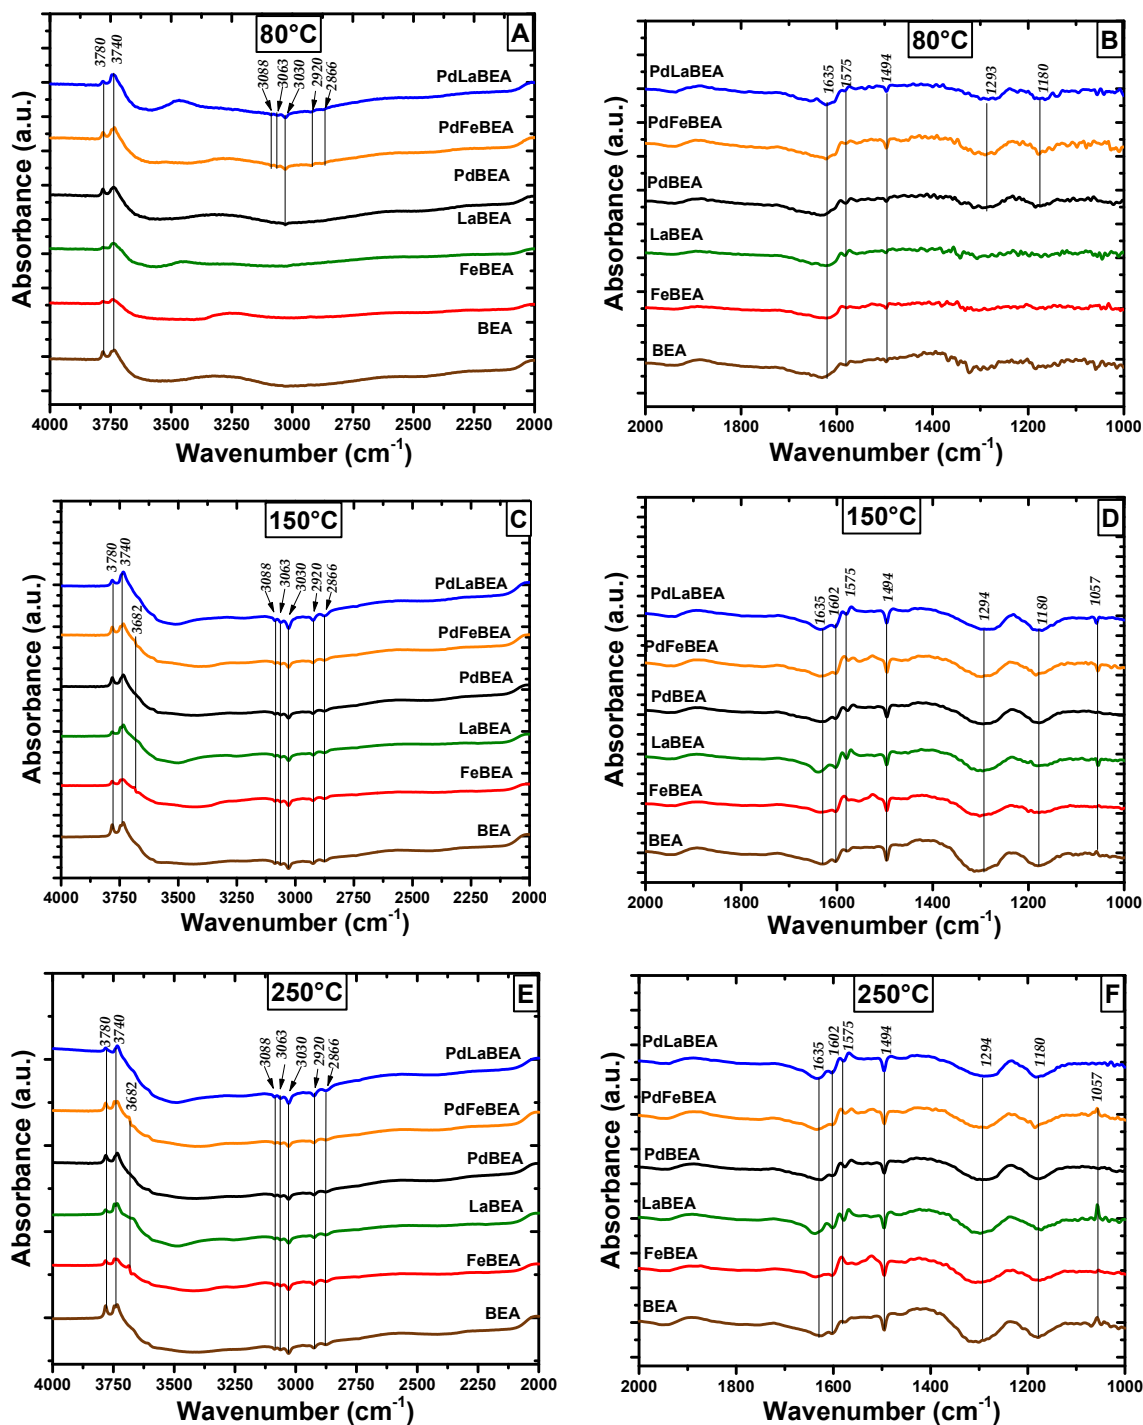 80°C
A
3780
3740
3088
3063
3030
2920
2866
PdLaBEA
PdFeBEA
PdBEA
LaBEA
FeBEA
BEA
Absorbance (a.u.)
4000 3750 3500 3250 3000 2750 2500 2250 2000
Wavenumber (cm-1)
80°C
B
1635
1575
1494
1293
1180
PdLaBEA
PdFeBEA
PdBEA
LaBEA
FeBEA
BEA
Absorbance (a.u.)
2000 1800 1600 1400 1200 1000
Wavenumber (cm-1)
150°C
C
3780
3740
3682
3088
3063
3030
2920
2866
PdLaBEA
PdFeBEA
PdBEA
LaBEA
FeBEA
BEA
Absorbance (a.u.)
4000 3750 3500 3250 3000 2750 2500 2250 2000
Wavenumber (cm-1)
150°C
D
1635
1602
1575
1494
1294
1180
1057
PdLaBEA
PdFeBEA
PdBEA
LaBEA
FeBEA
BEA
Absorbance (a.u.)
2000 1800 1600 1400 1200 1000
Wavenumber (cm-1)
250°C
E
3780
3740
3682
3088
3063
3030
2920
2866
PdLaBEA
PdFeBEA
PdBEA
LaBEA
FeBEA
BEA
Absorbance (a.u.)
4000 3750 3500 3250 3000 2750 2500 2250 2000
Wavenumber (cm-1)
250°C
F
1635
1602
1575
1494
1294
1180
1057
PdLaBEA
PdFeBEA
PdBEA
LaBEA
FeBEA
BEA
Absorbance (a.u.)
2000 1800 1600 1400 1200 1000
Wavenumber (cm-1)